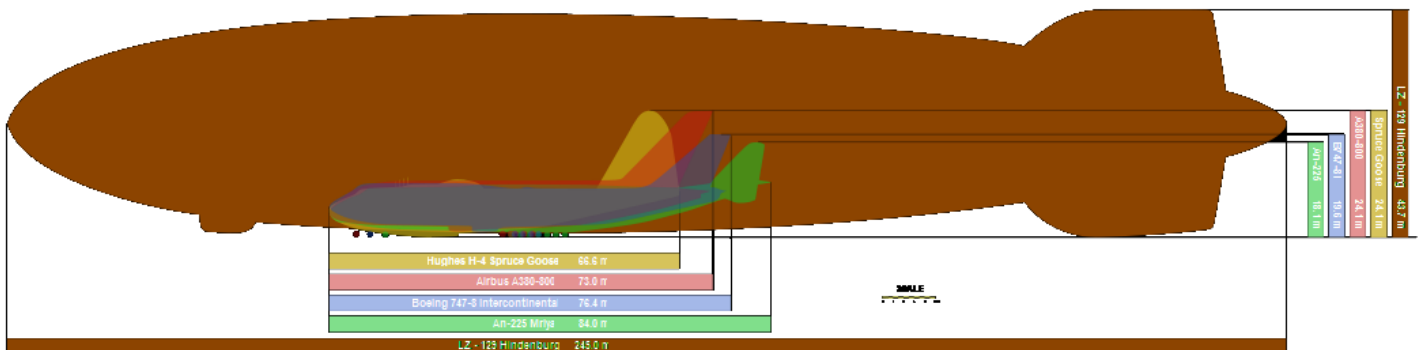 LZ - 129 Hindenburg 43.7 m
Spruce Goose 24.1 m
A380-800 24.1 m
B747-8I 19.6 m
An-225 18.1 m
Hughes H-4 Spruce Goose 66.6 m
Airbus A380-800 73.0 m
Boeing 747-8 Intercontinental 76.4 m
SCALE
An-225 Mriya 84.0 m
LZ - 129 Hindenburg 245.0 m